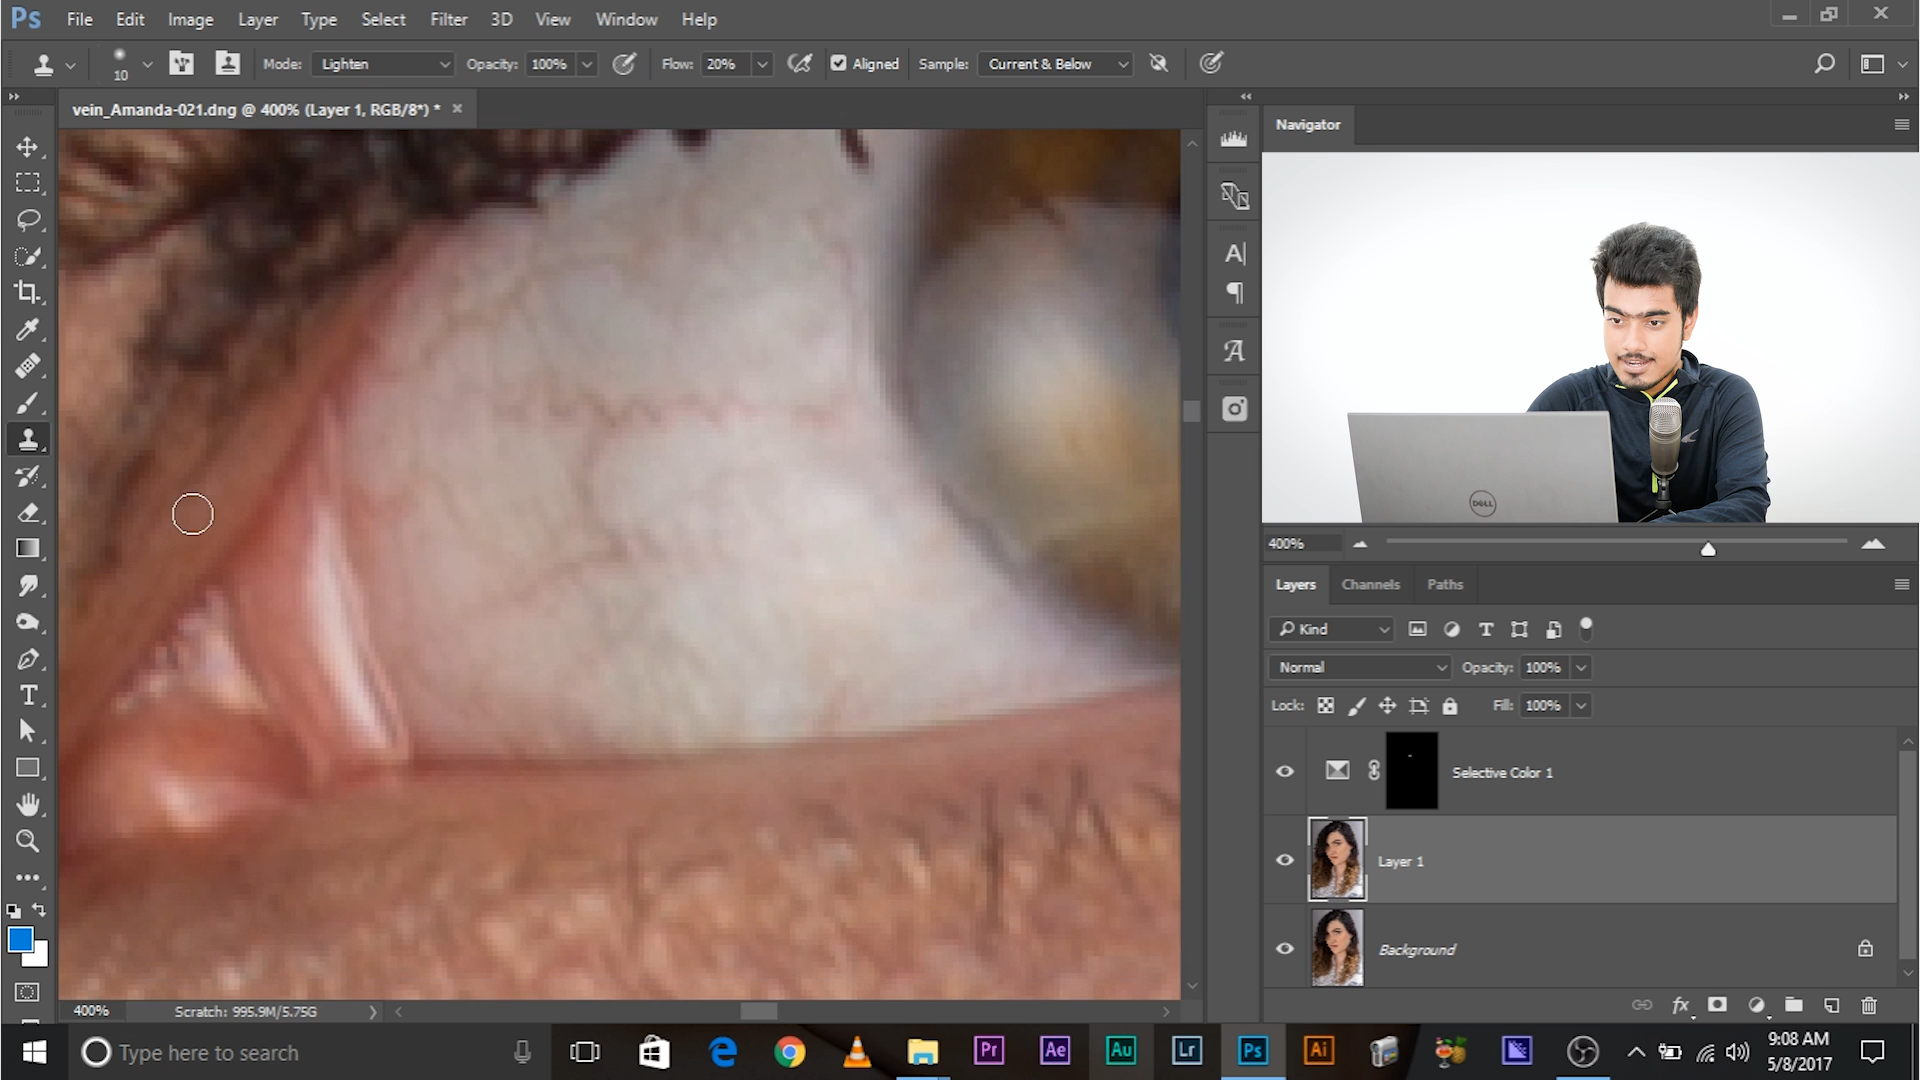 Ps File Edit Image Layer Type Select Filter 3D View Window Help
10 Mode: Lighten Opacity: 100% Flow: 20% Aligned Sample: Current & Below
vein_Amanda-021.dng @ 400% (Layer 1, RGB/8*) * ×
Navigator
DELL
400%
Layers Channels Paths
Kind
Normal Opacity: 100%
Lock: Fill: 100%
Selective Color 1
Layer 1
Background
fx
400% Scratch: 995.9M/5.75G
Type here to search
Pr Ae Au Lr Ps Ai
9:08 AM
5/8/2017